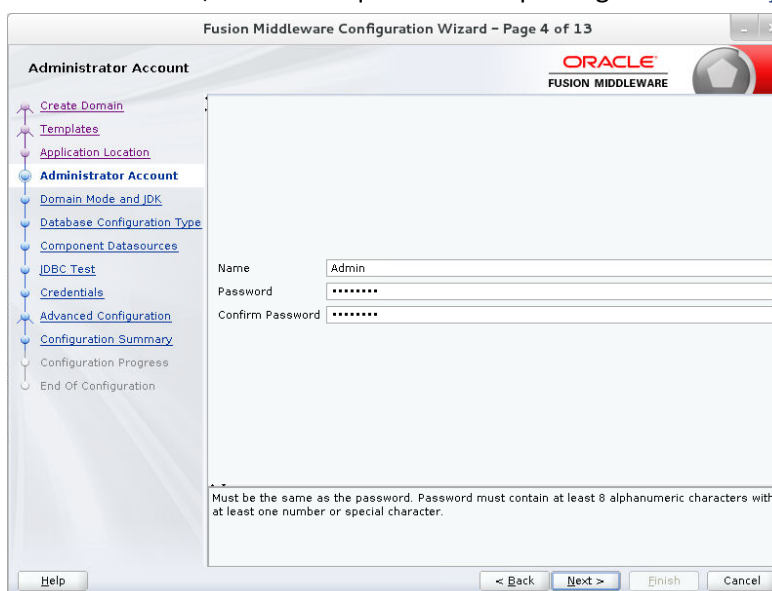 Fusion Middleware Configuration Wizard – Page 4 of 13
Administrator Account
ORACLE
FUSION MIDDLEWARE
Create Domain
Templates
Application Location
Administrator Account
Domain Mode and JDK
Database Configuration Type
Component Datasources
JDBC Test
Credentials
Advanced Configuration
Configuration Summary
Configuration Progress
End Of Configuration
Name Admin
Password ••••••••
Confirm Password ••••••••
Must be the same as the password. Password must contain at least 8 alphanumeric characters with
at least one number or special character.
Help < Back Next > Finish Cancel